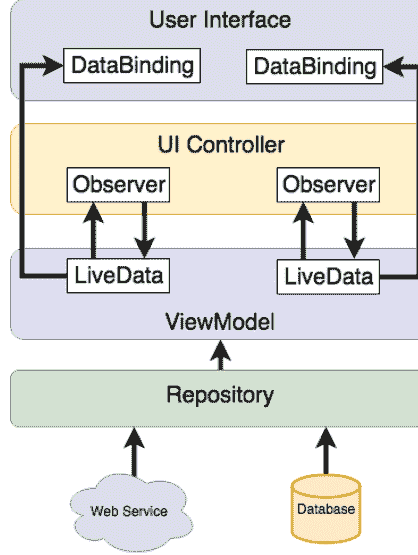 User Interface
DataBinding
DataBinding
UI Controller
Observer
Observer
LiveData
LiveData
ViewModel
Repository
Web Service
Database